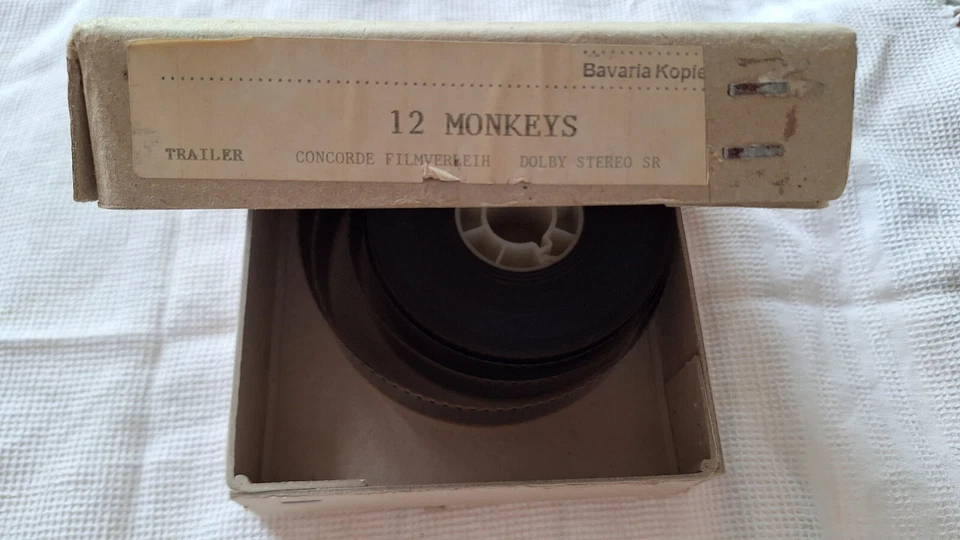 Bavaria Kopie
12 MONKEYS
TRAILER CONCORDE FILMVERLEIH DOLBY STEREO SR